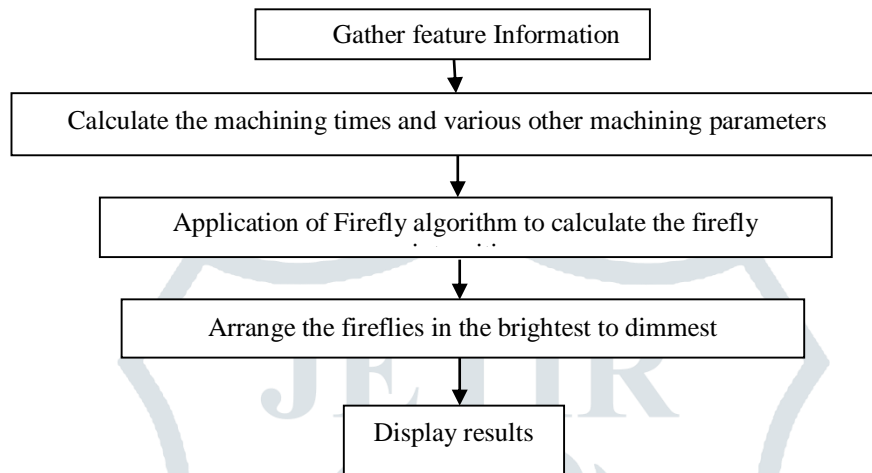 Gather feature Information
Calculate the machining times and various other machining parameters
Application of Firefly algorithm to calculate the firefly
Arrange the fireflies in the brightest to dimmest
JETIR
Display results